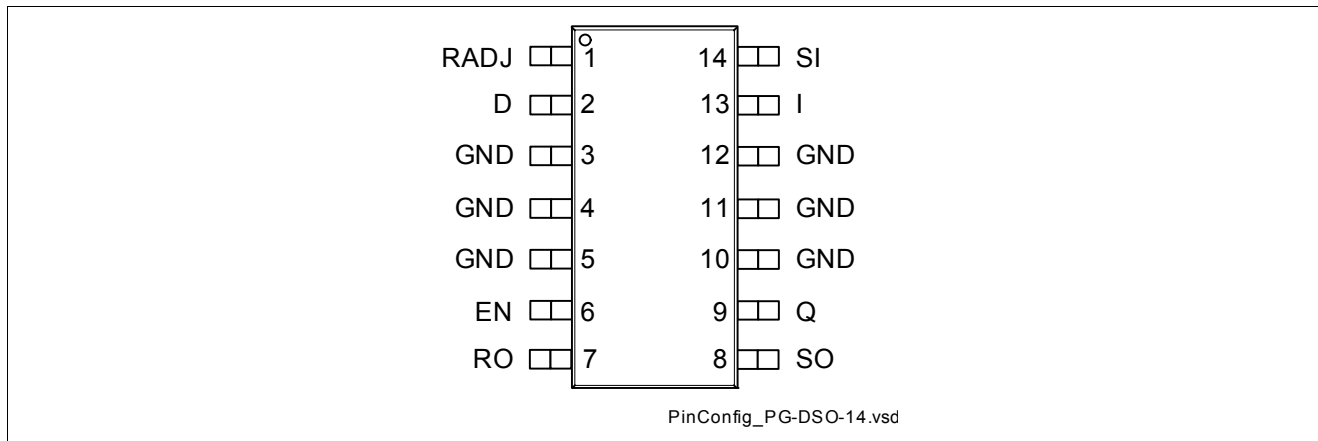 RADJ 1 14 SI
D 2 13 I
GND 3 12 GND
GND 4 11 GND
GND 5 10 GND
EN 6 9 Q
RO 7 8 SO
PinConfig_PG-DSO-14.vsd